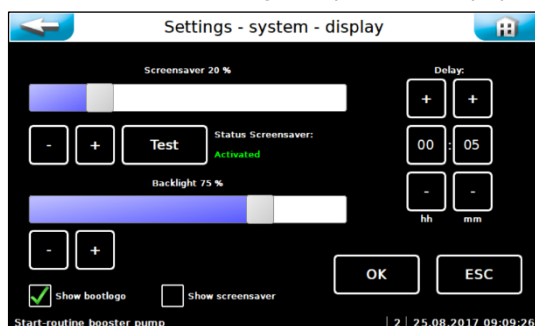 Settings - system - display
Screensaver 20 %
Delay:
+ +
- + Test
Status Screensaver:
Activated
00 : 05
Backlight 75 %
- -
hh mm
- +
OK ESC
Show bootlogo Show screensaver
Start-routine booster pump 2 25.08.2017 09:09:26